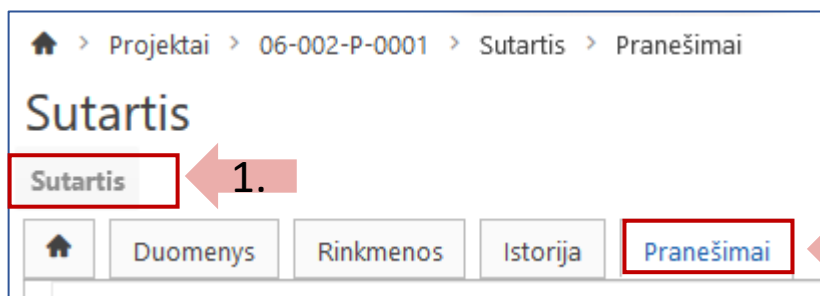 > Projektai > 06-002-P-0001 > Sutartis > Pranešimai
Sutartis
Sutartis 1.
Duomenys Rinkmenos Istorija Pranešimai